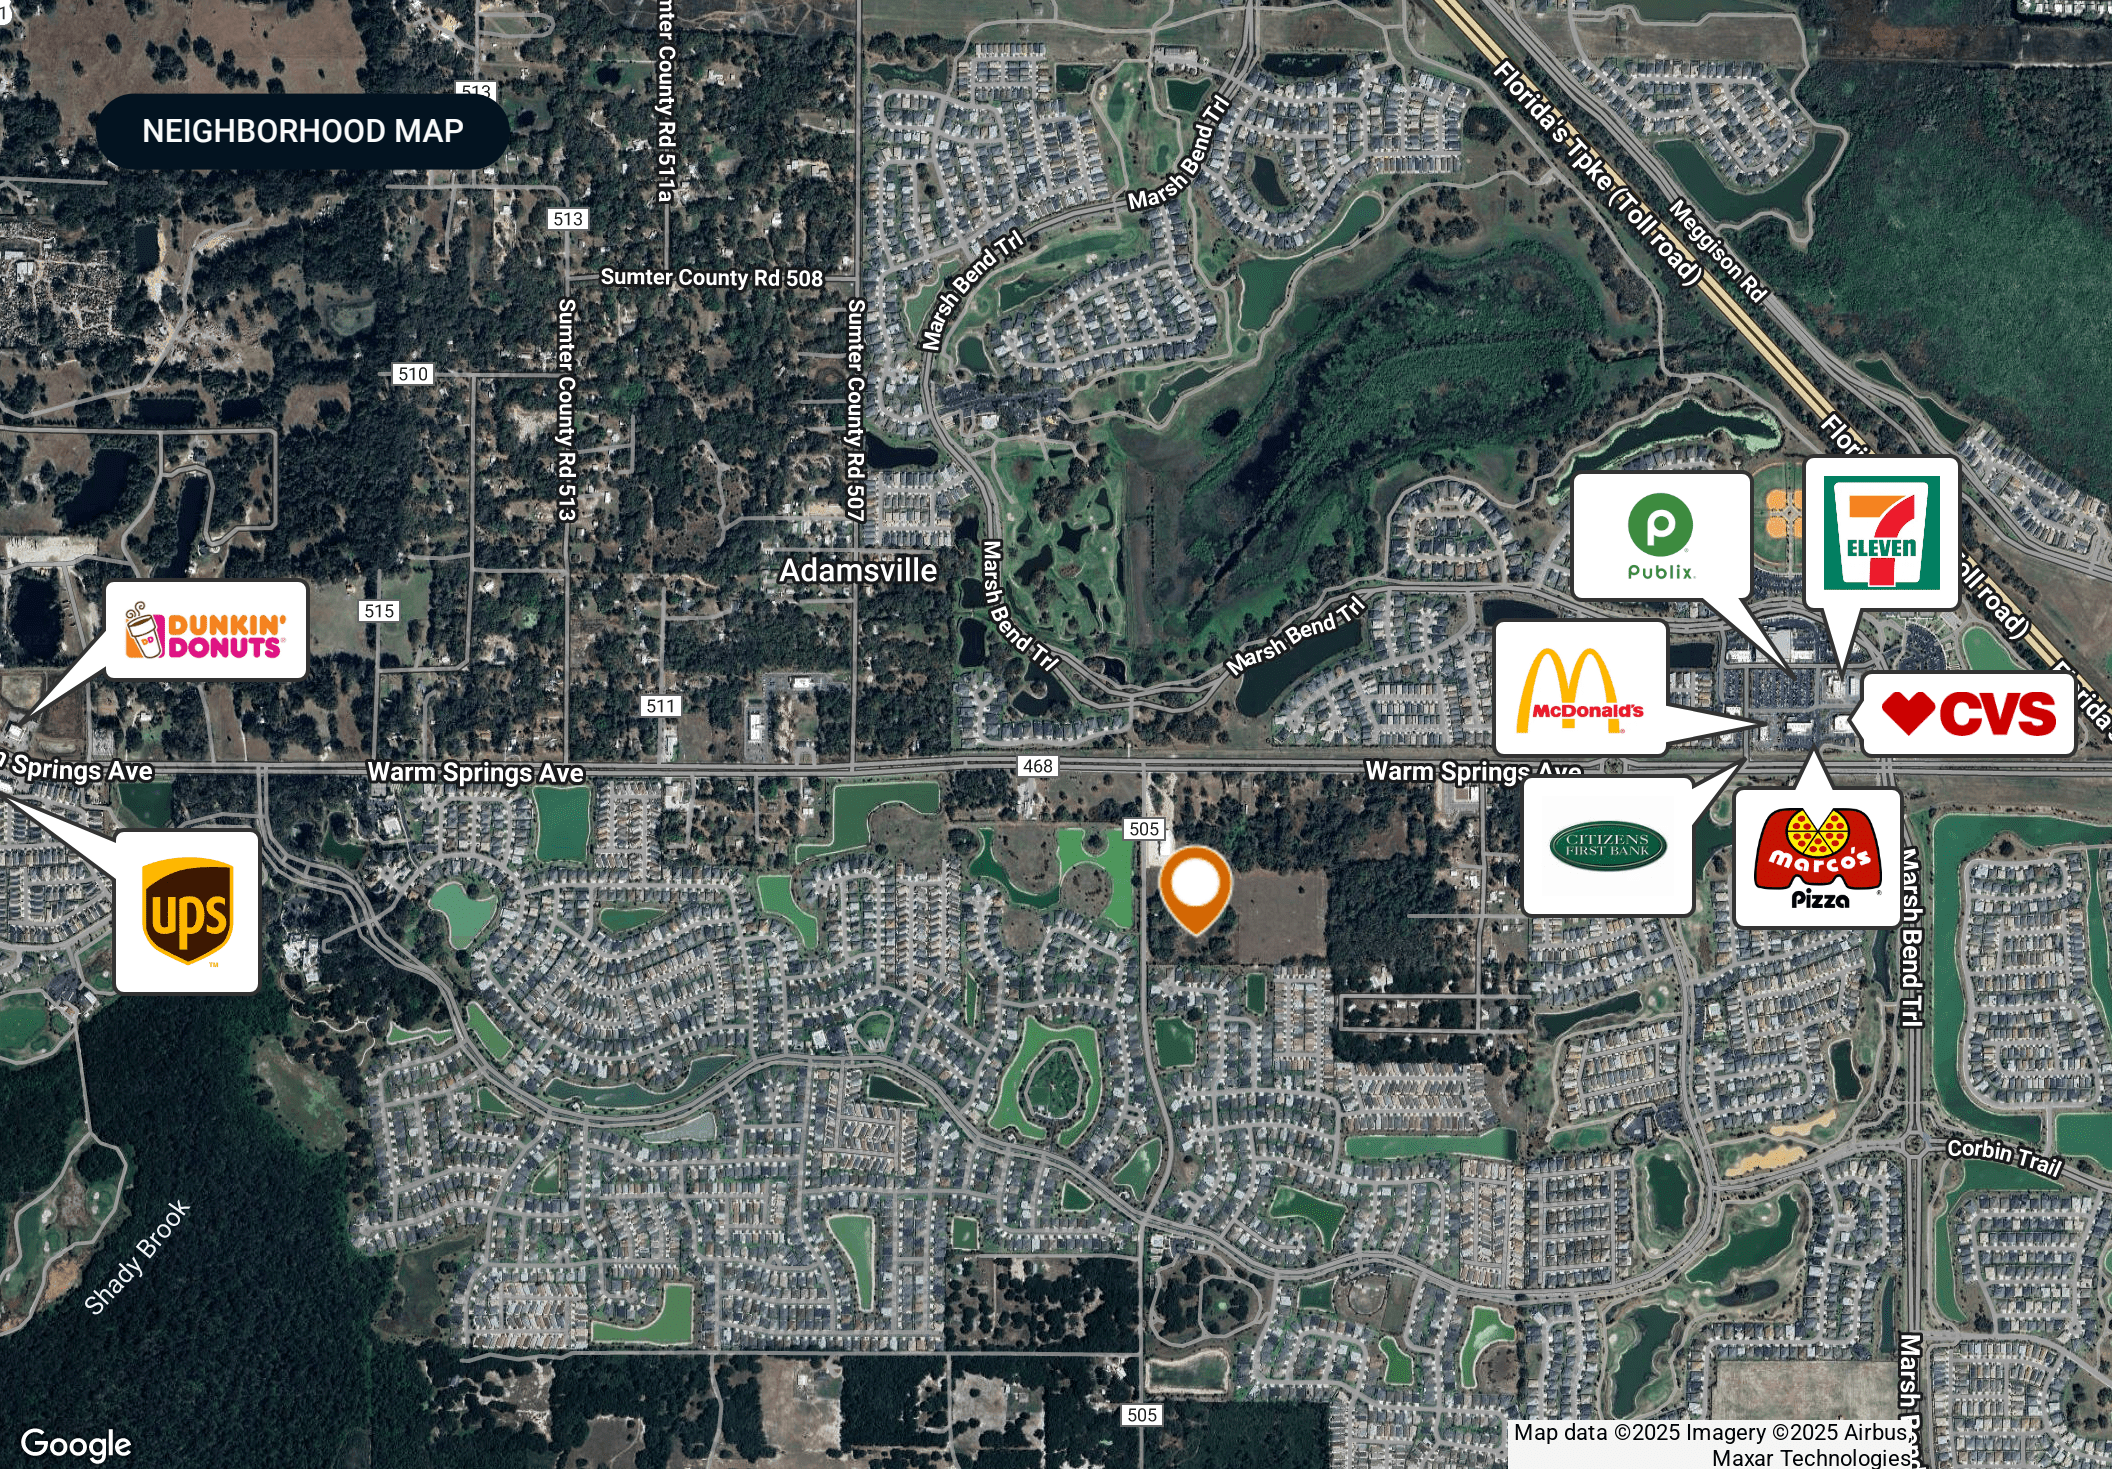 513
NEIGHBORHOOD MAP
Sumter County Rd 511a
513
Sumter County Rd 508
Sumter County Rd 513
Sumter County Rd 507
510
515
511
Adamsville
Marsh Bend Trl
Marsh Bend Trl
Marsh Bend Trl
Marsh Bend Trl
Florida's Tpke (Toll road)
Meggison Rd
Publix.
7
ELEVEN
DUNKIN'
DONUTS
DD
McDonald's
CVS
Springs Ave
Warm Springs Ave
468
Warm Springs Ave
505
ups
TM
CITIZENS
FIRST BANK
marco's
Pizza
Marsh Bend Trl
Corbin Trail
Shady Brook
505
Google
Map data ©2025 Imagery ©2025 Airbus,
Maxar Technologies